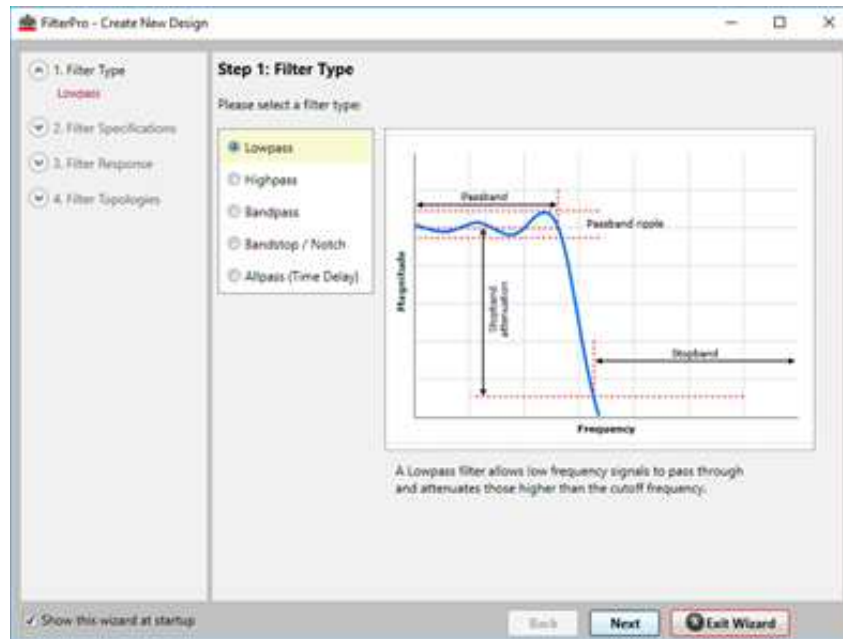 FilterPro - Create New Design
1. Filter Type
Lowpass
2. Filter Specifications
3. Filter Response
4. Filter Topologies
Step 1: Filter Type
Please select a filter type:
Lowpass
Highpass
Bandpass
Bandstop / Notch
Allpass (Time Delay)
Passband
Passband ripple
Magnitude
Stopband
attenuation
Stopband
Frequency
A Lowpass filter allows low frequency signals to pass through
and attenuates those higher than the cutoff frequency.
Show this wizard at startup
Back
Next
Exit Wizard